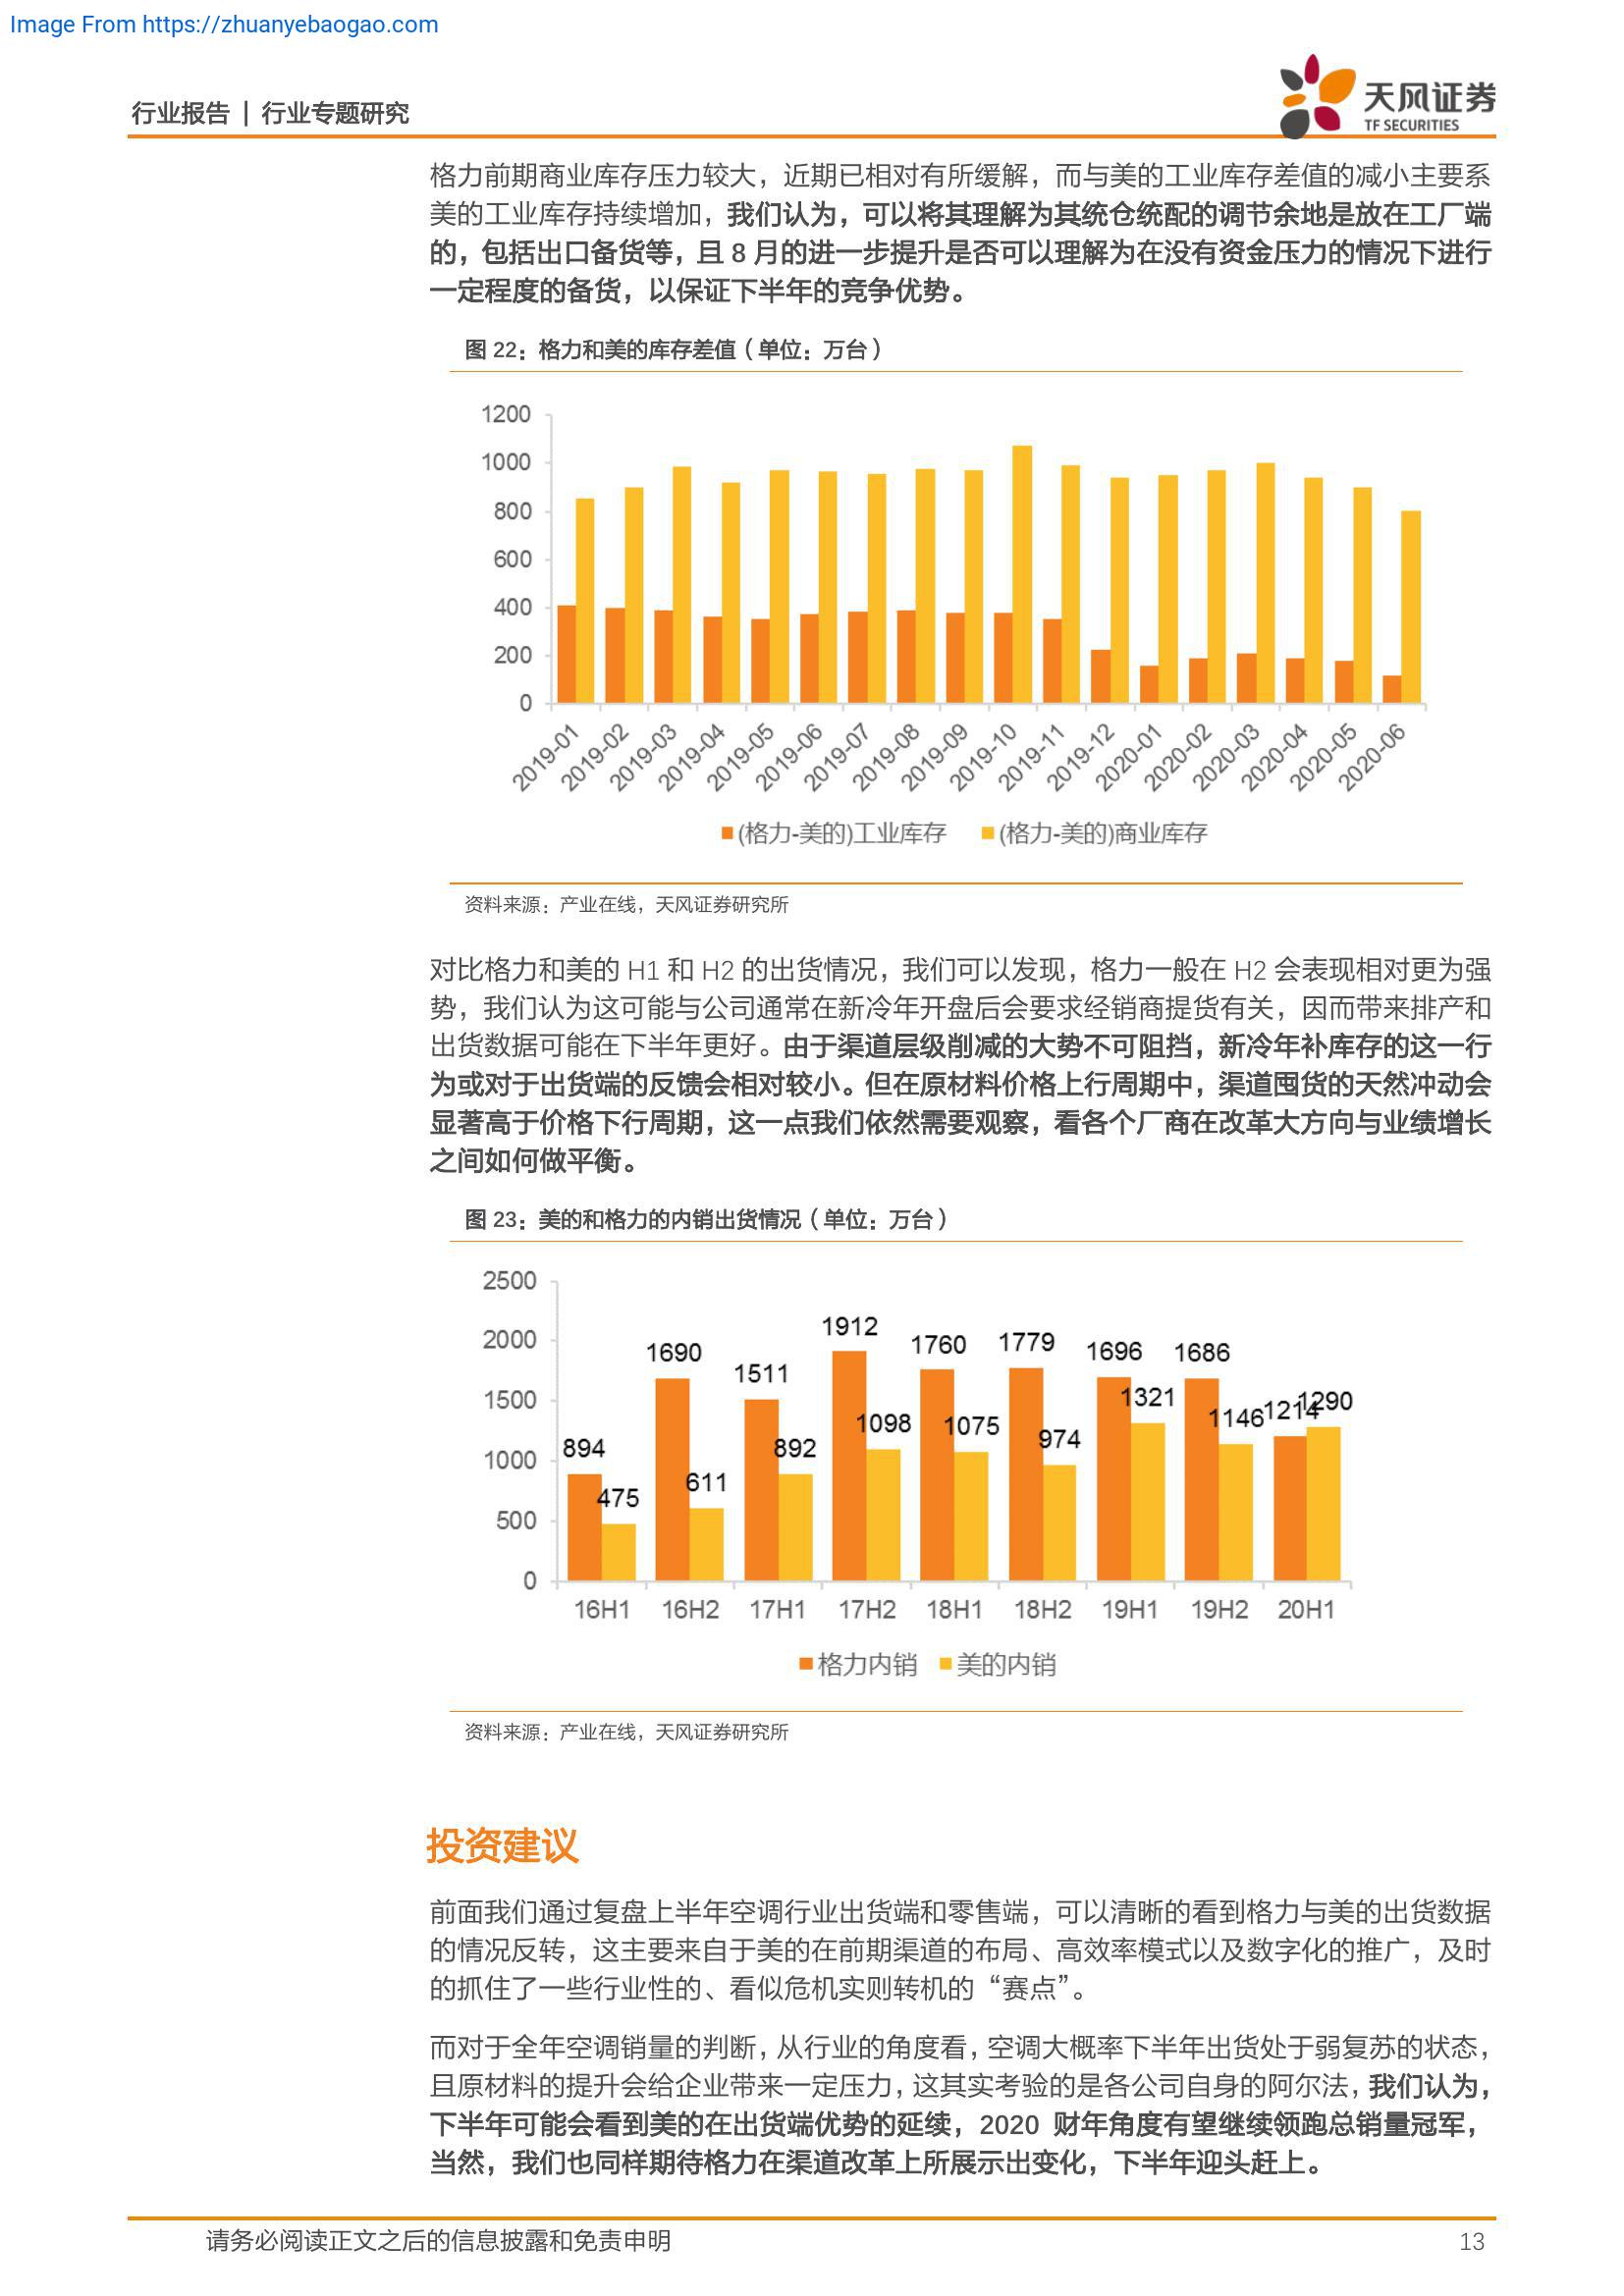 Image From https://zhuanyebaogao.com
行业报告 | 行业专题研究
天风证券
TF SECURITIES
格力前期商业库存压力较大，近期已相对有所缓解，而与美的工业库存差值的减小主要系
美的工业库存持续增加，我们认为，可以将其理解为其统仓统配的调节余地是放在工厂端
的，包括出口备货等，且 8 月的进一步提升是否可以理解为在没有资金压力的情况下进行
一定程度的备货，以保证下半年的竞争优势。
图 22：格力和美的库存差值（单位：万台）
1200
1000
800
600
400
200
0
2019-01 2019-02 2019-03 2019-04 2019-05 2019-06 2019-07 2019-08 2019-09 2019-10 2019-11 2019-12 2020-01 2020-02 2020-03 2020-04 2020-05 2020-06
(格力-美的)工业库存 (格力-美的)商业库存
资料来源：产业在线，天风证券研究所
对比格力和美的 H1 和 H2 的出货情况，我们可以发现，格力一般在 H2 会表现相对更为强
势，我们认为这可能与公司通常在新冷年开盘后会要求经销商提货有关，因而带来排产和
出货数据可能在下半年更好。由于渠道层级削减的大势不可阻挡，新冷年补库存的这一行
为或对于出货端的反馈会相对较小。但在原材料价格上行周期中，渠道囤货的天然冲动会
显著高于价格下行周期，这一点我们依然需要观察，看各个厂商在改革大方向与业绩增长
之间如何做平衡。
图 23：美的和格力的内销出货情况（单位：万台）
2500
2000
1500
1000
500
0
894 1690 1511 1912 1760 1779 1696 1686 1214
475 611 892 1098 1075 974 1321 1146 1290
16H1 16H2 17H1 17H2 18H1 18H2 19H1 19H2 20H1
格力内销 美的内销
资料来源：产业在线，天风证券研究所
投资建议
前面我们通过复盘上半年空调行业出货端和零售端，可以清晰的看到格力与美的出货数据
的情况反转，这主要来自于美的在前期渠道的布局、高效率模式以及数字化的推广，及时
的抓住了一些行业性的、看似危机实则转机的“赛点”。
而对于全年空调销量的判断，从行业的角度看，空调大概率下半年出货处于弱复苏的状态，
且原材料的提升会给企业带来一定压力，这其实考验的是各公司自身的阿尔法，我们认为，
下半年可能会看到美的在出货端优势的延续，2020 财年角度有望继续领跑总销量冠军，
当然，我们也同样期待格力在渠道改革上所展示出变化，下半年迎头赶上。
请务必阅读正文之后的信息披露和免责申明
13